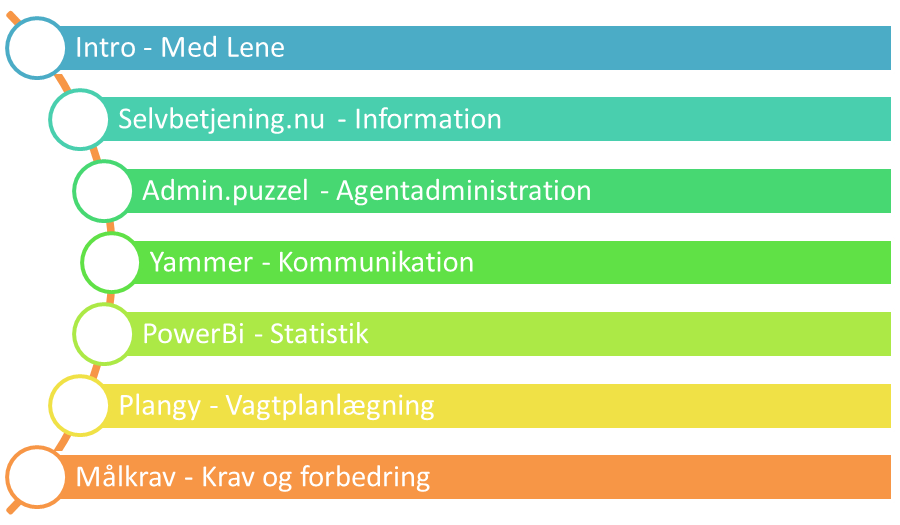 Intro - Med Lene
Selvbetjening.nu - Information
Admin.puzzel - Agentadministration
Yammer - Kommunikation
PowerBi - Statistik
Plangy - Vagtplanlægning
Målkrav - Krav og forbedring